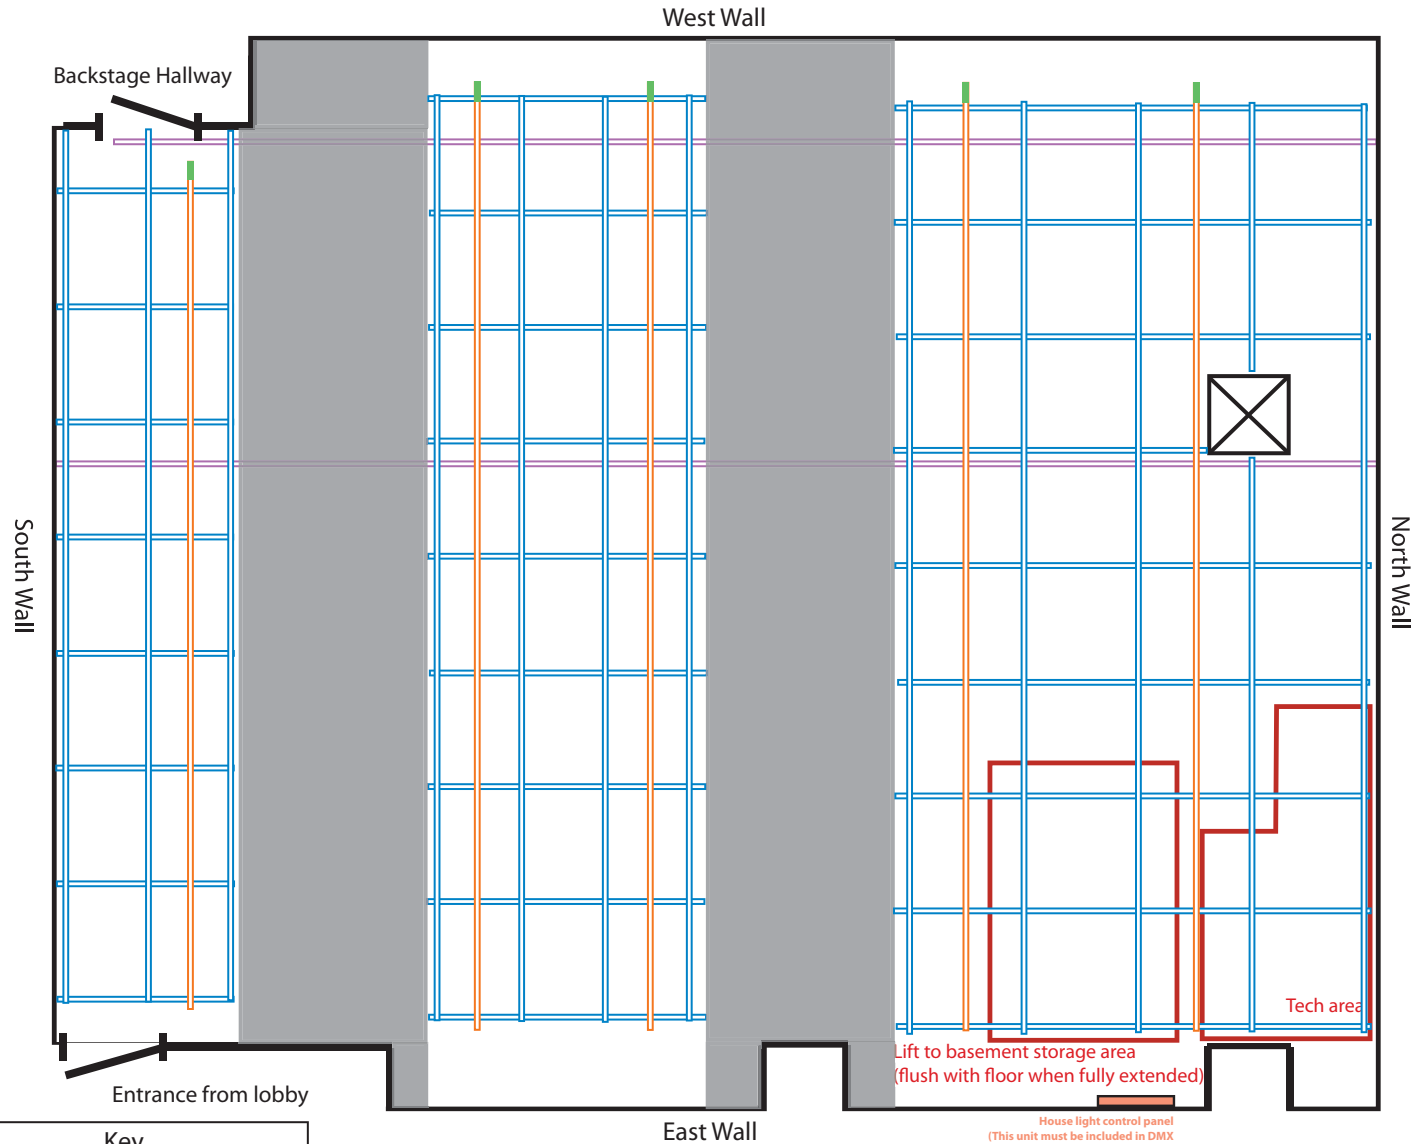 West Wall
Backstage Hallway
South Wall
North Wall
Tech area
Lift to basement storage area
(flush with floor when fully extended)
Entrance from lobby
House light control panel
(This unit must be included in DMX
East Wall
Key